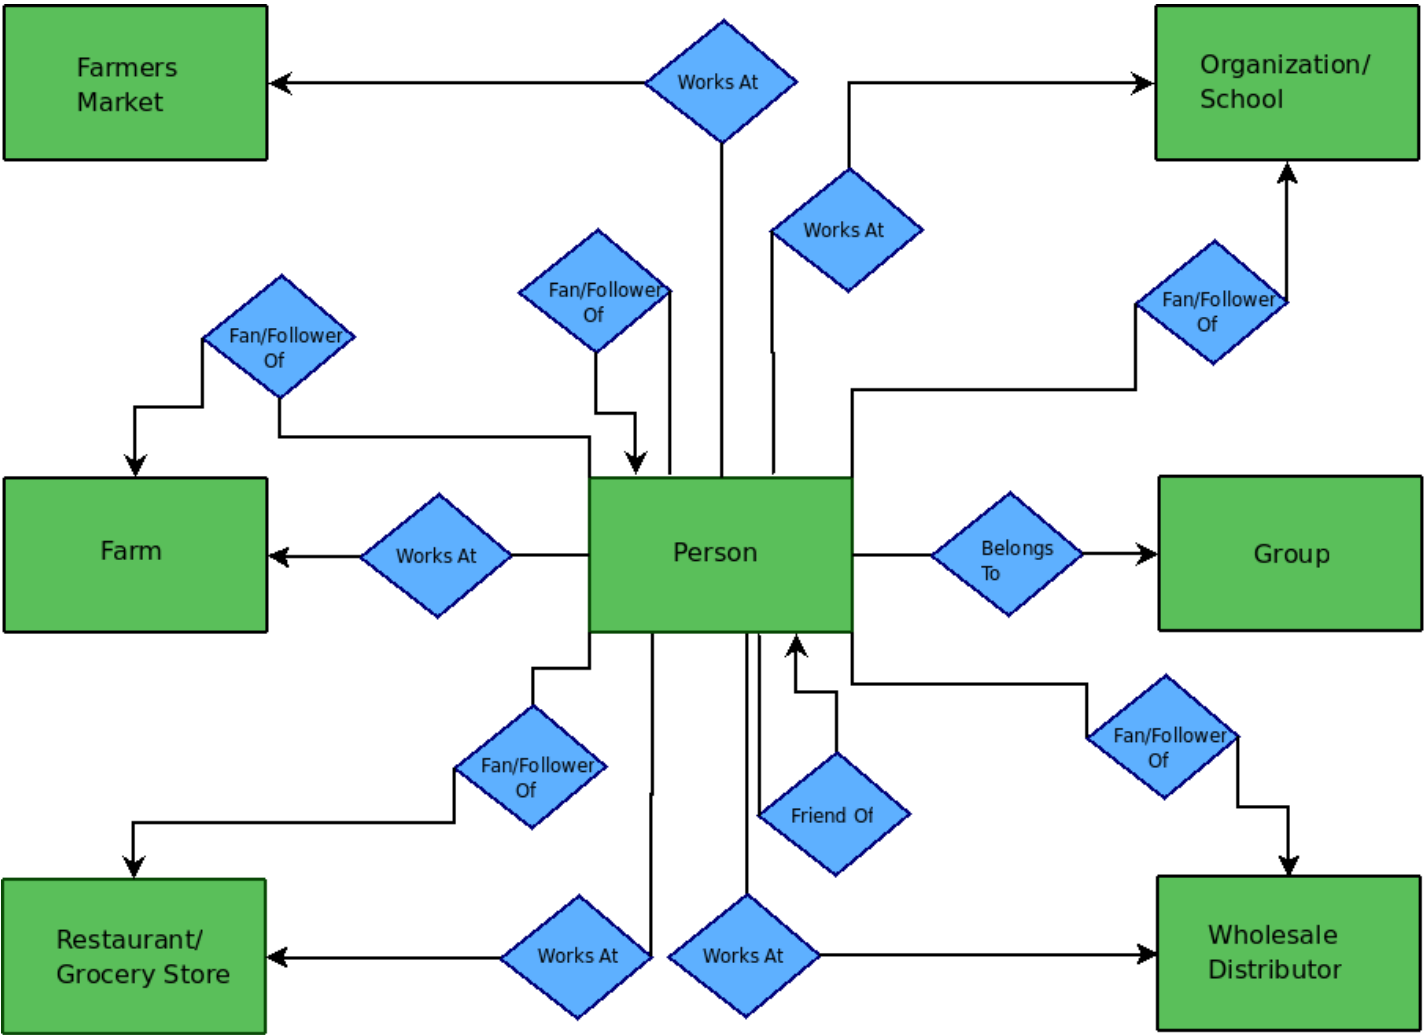 Farmers
Market
Works At
Organization/
School
Works At
Fan/Follower
Of
Fan/Follower
Of
Fan/Follower
Of
Farm
Works At
Person
Belongs
To
Group
Fan/Follower
Of
Fan/Follower
Of
Friend Of
Restaurant/
Grocery Store
Works At
Works At
Wholesale
Distributor